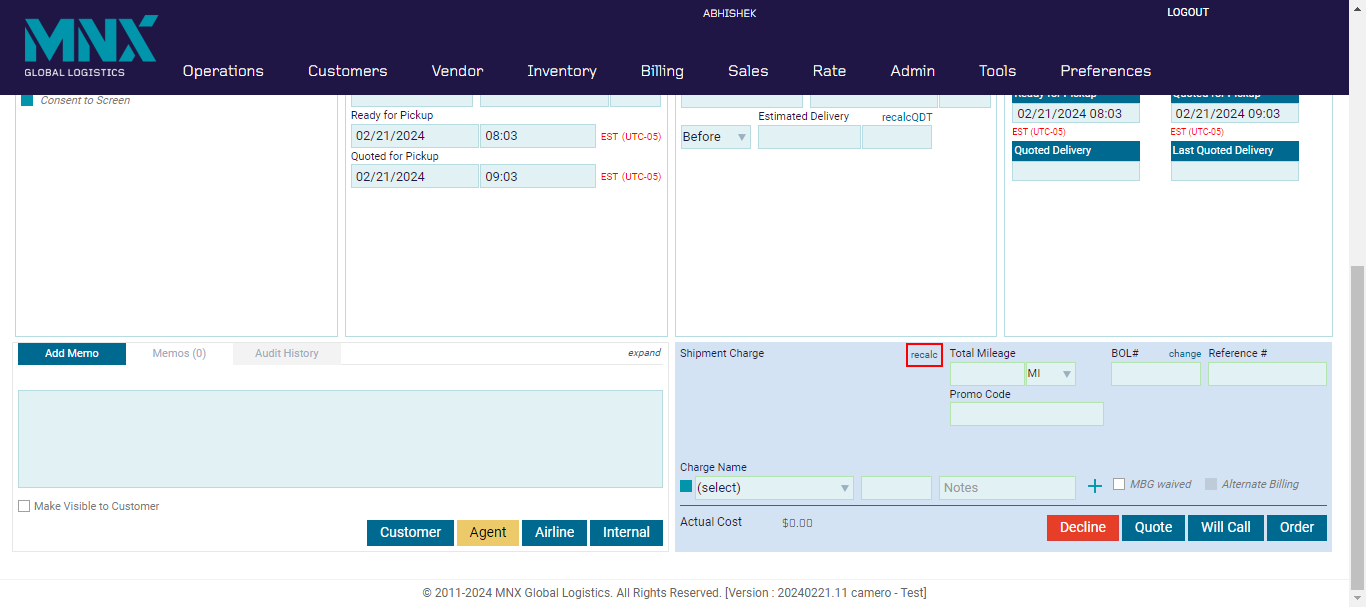 ABHISHEK LOGOUT
MNX
GLOBAL LOGISTICS
Operations Customers Vendor Inventory Billing Sales Rate Admin Tools Preferences
Consent to Screen
Ready for Pickup
02/21/2024 08:03 EST (UTC-05)
Quoted for Pickup
02/21/2024 09:03 EST (UTC-05)
Estimated Delivery recalcQDT
Before
Ready for Pickup Quoted for Pickup
02/21/2024 08:03 02/21/2024 09:03
EST (UTC-05) EST (UTC-05)
Quoted Delivery Last Quoted Delivery
Add Memo Memos (0) Audit History expand
Make Visible to Customer
Customer Agent Airline Internal
Shipment Charge recalc Total Mileage BOL# change Reference #
MI
Promo Code
Charge Name
(select) Notes + MBG waived Alternate Billing
Actual Cost $0.00 Decline Quote Will Call Order
© 2011-2024 MNX Global Logistics. All Rights Reserved. [Version : 20240221.11 camero - Test]